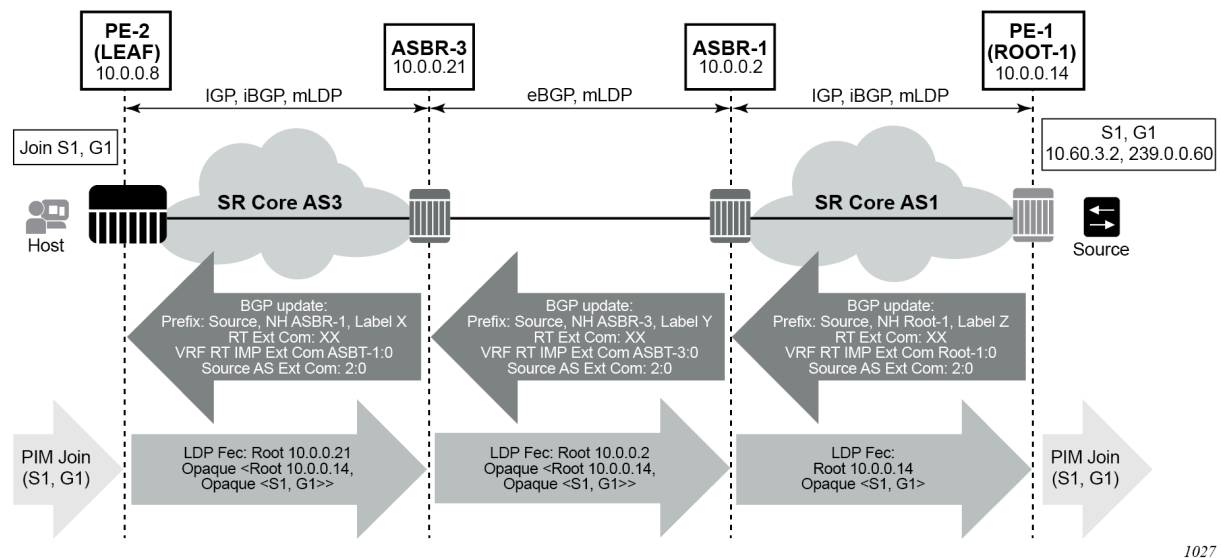 PE-2
(LEAF)
10.0.0.8
ASBR-3
10.0.0.21
ASBR-1
10.0.0.2
PE-1
(ROOT-1)
10.0.0.14
IGP, iBGP, mLDP
eBGP, mLDP
IGP, iBGP, mLDP
Join S1, G1
S1, G1
10.60.3.2, 239.0.0.60
SR Core AS3
SR Core AS1
Host
Source
BGP update:
Prefix: Source, NH ASBR-1, Label X
RT Ext Com: XX
VRF RT IMP Ext Com ASBT-1:0
Source AS Ext Com: 2:0
BGP update:
Prefix: Source, NH ASBR-3, Label Y
RT Ext Com: XX
VRF RT IMP Ext Com ASBT-3:0
Source AS Ext Com: 2:0
BGP update:
Prefix: Source, NH Root-1, Label Z
RT Ext Com: XX
VRF RT IMP Ext Com Root-1:0
Source AS Ext Com: 2:0
PIM Join
(S1, G1)
LDP Fec: Root 10.0.0.21
Opaque <Root 10.0.0.14,
Opaque <S1, G1>>
LDP Fec: Root 10.0.0.2
Opaque <Root 10.0.0.14,
Opaque <S1, G1>>
LDP Fec:
Root 10.0.0.14
Opaque <S1, G1>
PIM Join
(S1, G1)
1027